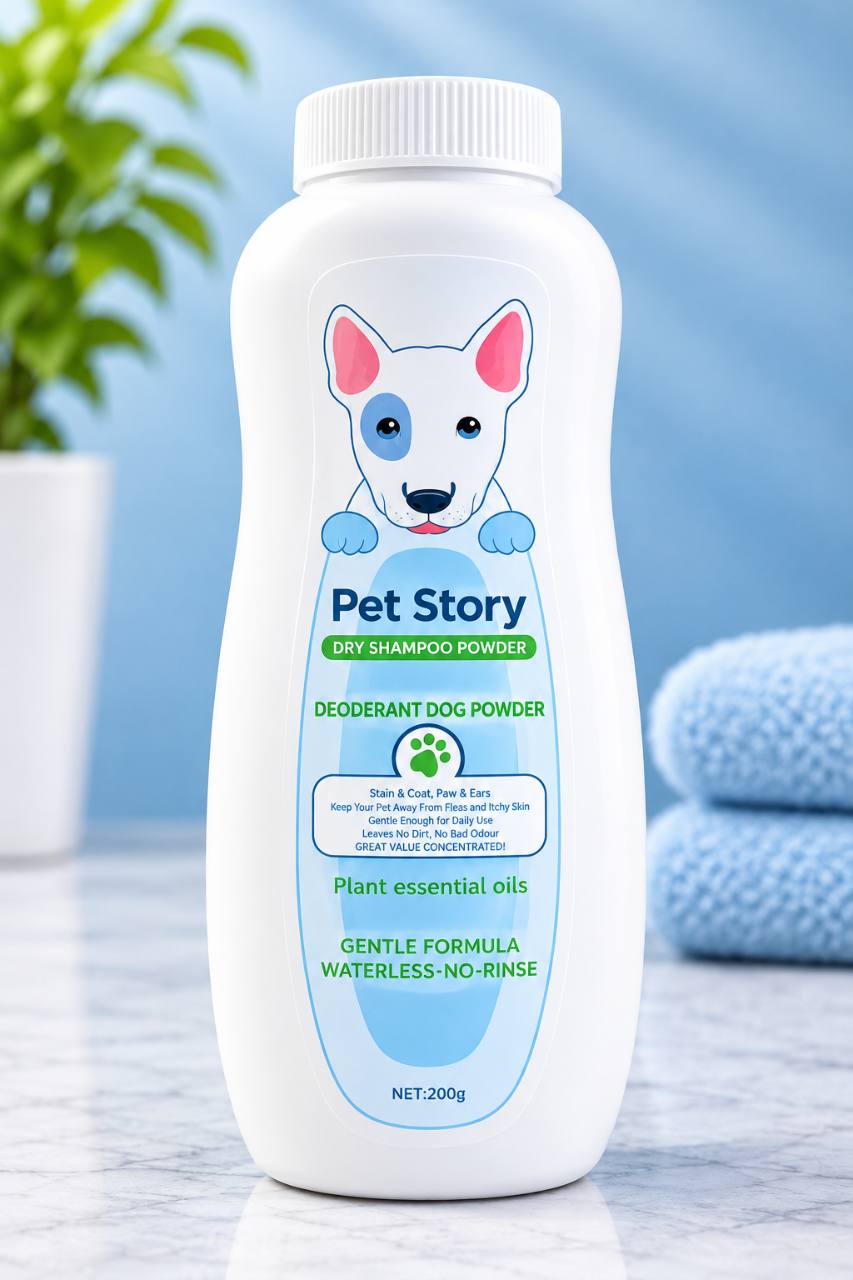 Pet Story
DRY SHAMPOO POWDER
DEODERANT DOG POWDER
Stain & Coat, Paw & Ears
Keep Your Pet Away From Fleas and Itchy Skin
Gentle Enough for Daily Use
Leaves No Dirt, No Bad Odour
GREAT VALUE CONCENTRATED!
Plant essential oils
GENTLE FORMULA
WATERLESS-NO-RINSE
NET:200g